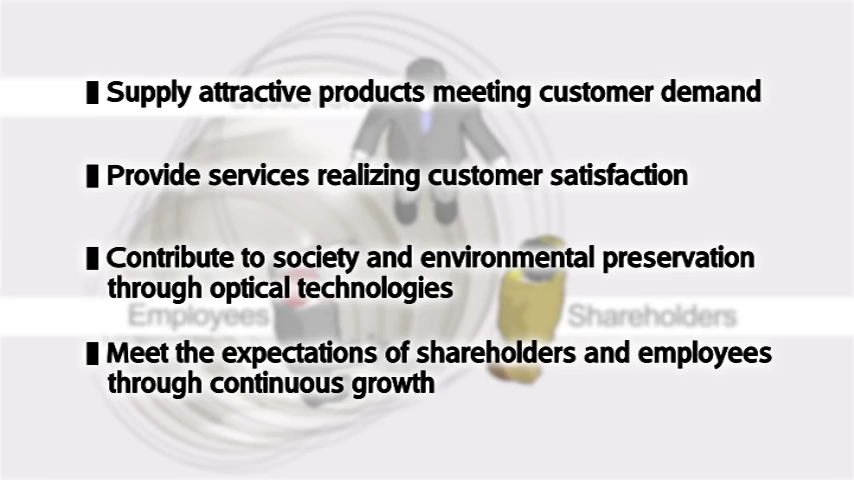 ▮ Supply attractive products meeting customer demand
▮ Provide services realizing customer satisfaction
▮ Contribute to society and environmental preservation
through optical technologies
Employees
Shareholders
▮ Meet the expectations of shareholders and employees
through continuous growth